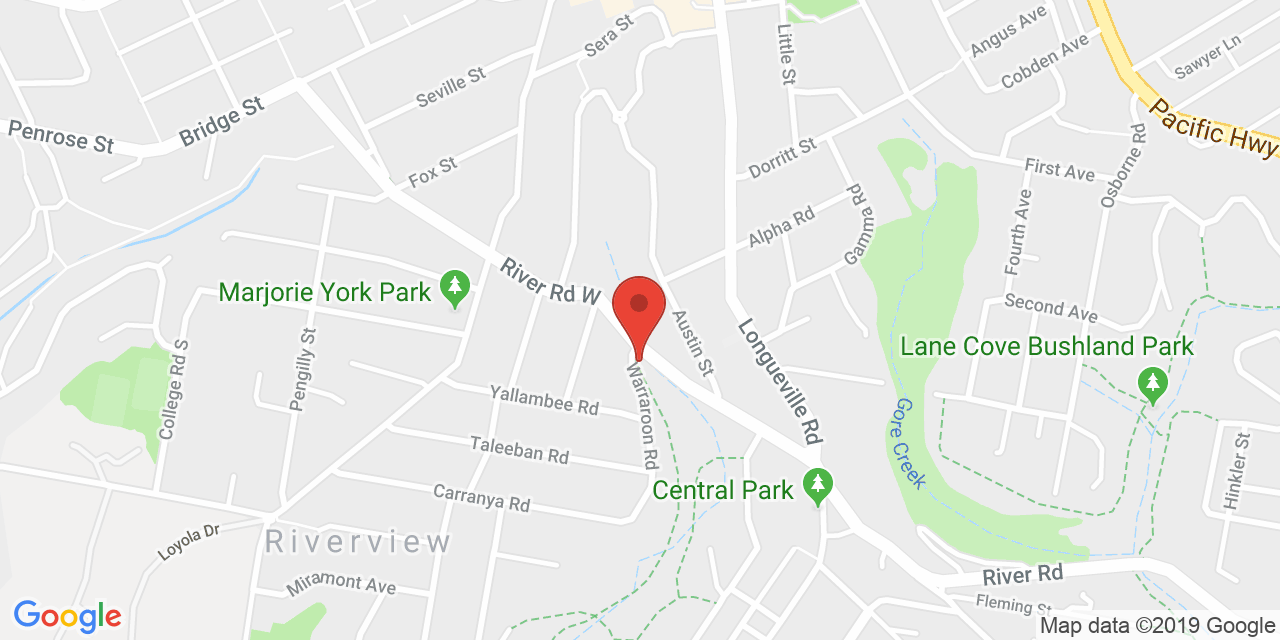 Sera St
Little St
Angus Ave
Cobden Ave
Sawyer Ln
Seville St
Bridge St
Penrose St
Pacific Hwy
Osborne Rd
Dorritt St
Fox St
First Ave
Gamma Rd
Alpha Rd
Fourth Ave
River Rd W
Marjorie York Park
Second Ave
Austin St
Longueville Rd
Lane Cove Bushland Park
Pengilly St
College Rd S
Warraroon Rd
Yallambee Rd
Gore Creek
Taleeban Rd
Hinkler St
Central Park
Carranya Rd
Loyola Dr
Riverview
River Rd
Miramont Ave
Fleming St
Google
Map data ©2019 Google